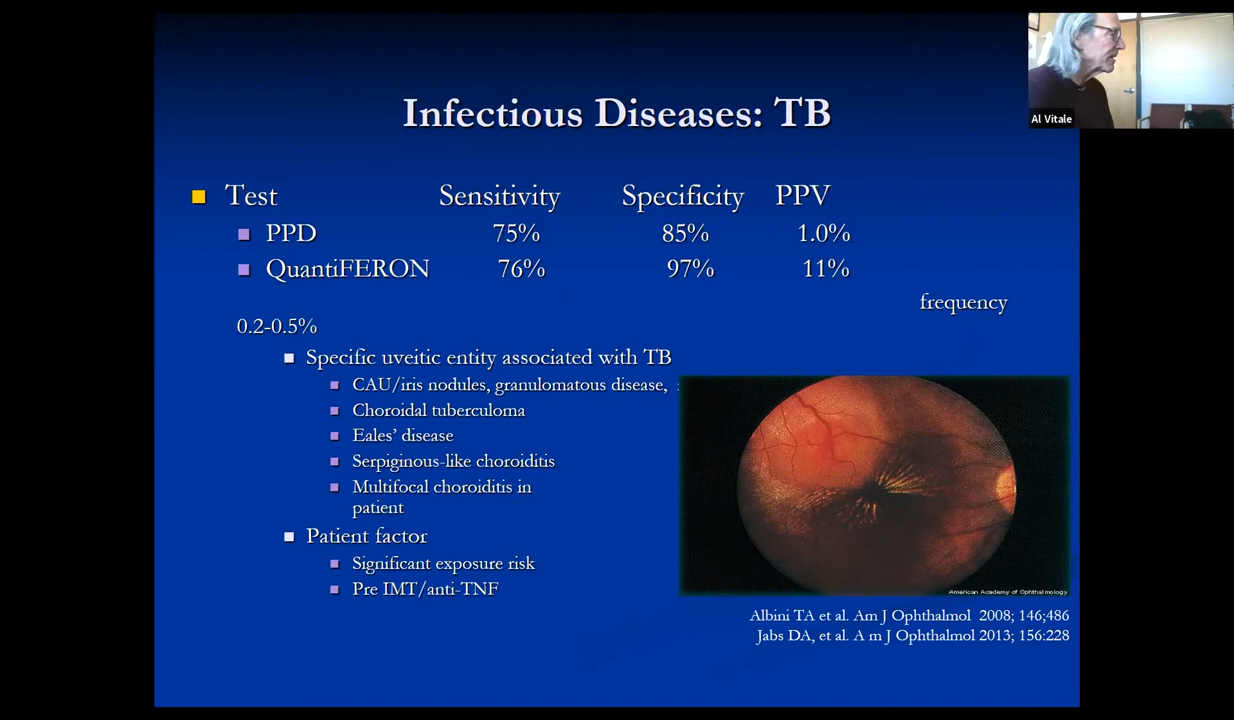 Al Vitale
Infectious Diseases: TB
Test Sensitivity Specificity PPV
PPD 75% 85% 1.0%
QuantiFERON 76% 97% 11%
frequency
0.2-0.5%
Specific uveitic entity associated with TB
CAU/iris nodules, granulomatous disease,
Choroidal tuberculoma
Eales’ disease
Serpiginous-like choroiditis
Multifocal choroiditis in
patient
Patient factor
Significant exposure risk
Pre IMT/anti-TNF
American Academy of Ophthalmology
Albini TA et al. Am J Ophthalmol 2008; 146;486
Jabs DA, et al. A m J Ophthalmol 2013; 156:228